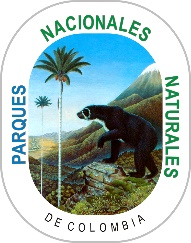 PARQUES
NACIONALES
NATURALES
DE COLOMBIA